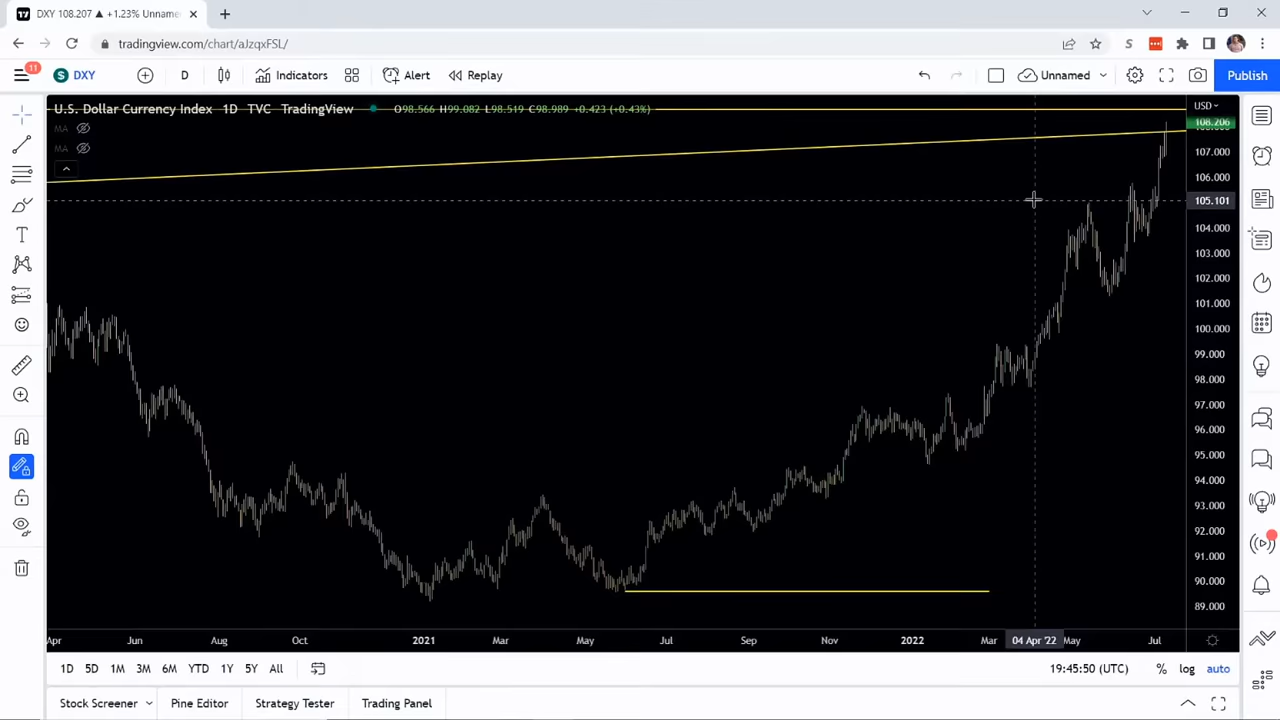 DXY 108.207 ▲ +1.23% Unname
tradingview.com/chart/aJzqxFSL/
11
DXY
D
Indicators
Alert
Replay
Unnamed
Publish
U.S. Dollar Currency Index 1D TVC TradingView O98.566 H99.082 L98.519 C98.989 +0.423 (+0.43%)
USD
MA
MA
108.206
107.000
106.000
105.101
104.000
103.000
102.000
101.000
100.000
99.000
98.000
97.000
96.000
95.000
94.000
93.000
92.000
91.000
90.000
89.000
Apr Jun Aug Oct 2021 Mar May Jul Sep Nov 2022 Mar 04 Apr '22 May Jul
1D 5D 1M 3M 6M YTD 1Y 5Y All
19:45:50 (UTC) % log auto
Stock Screener Pine Editor Strategy Tester Trading Panel